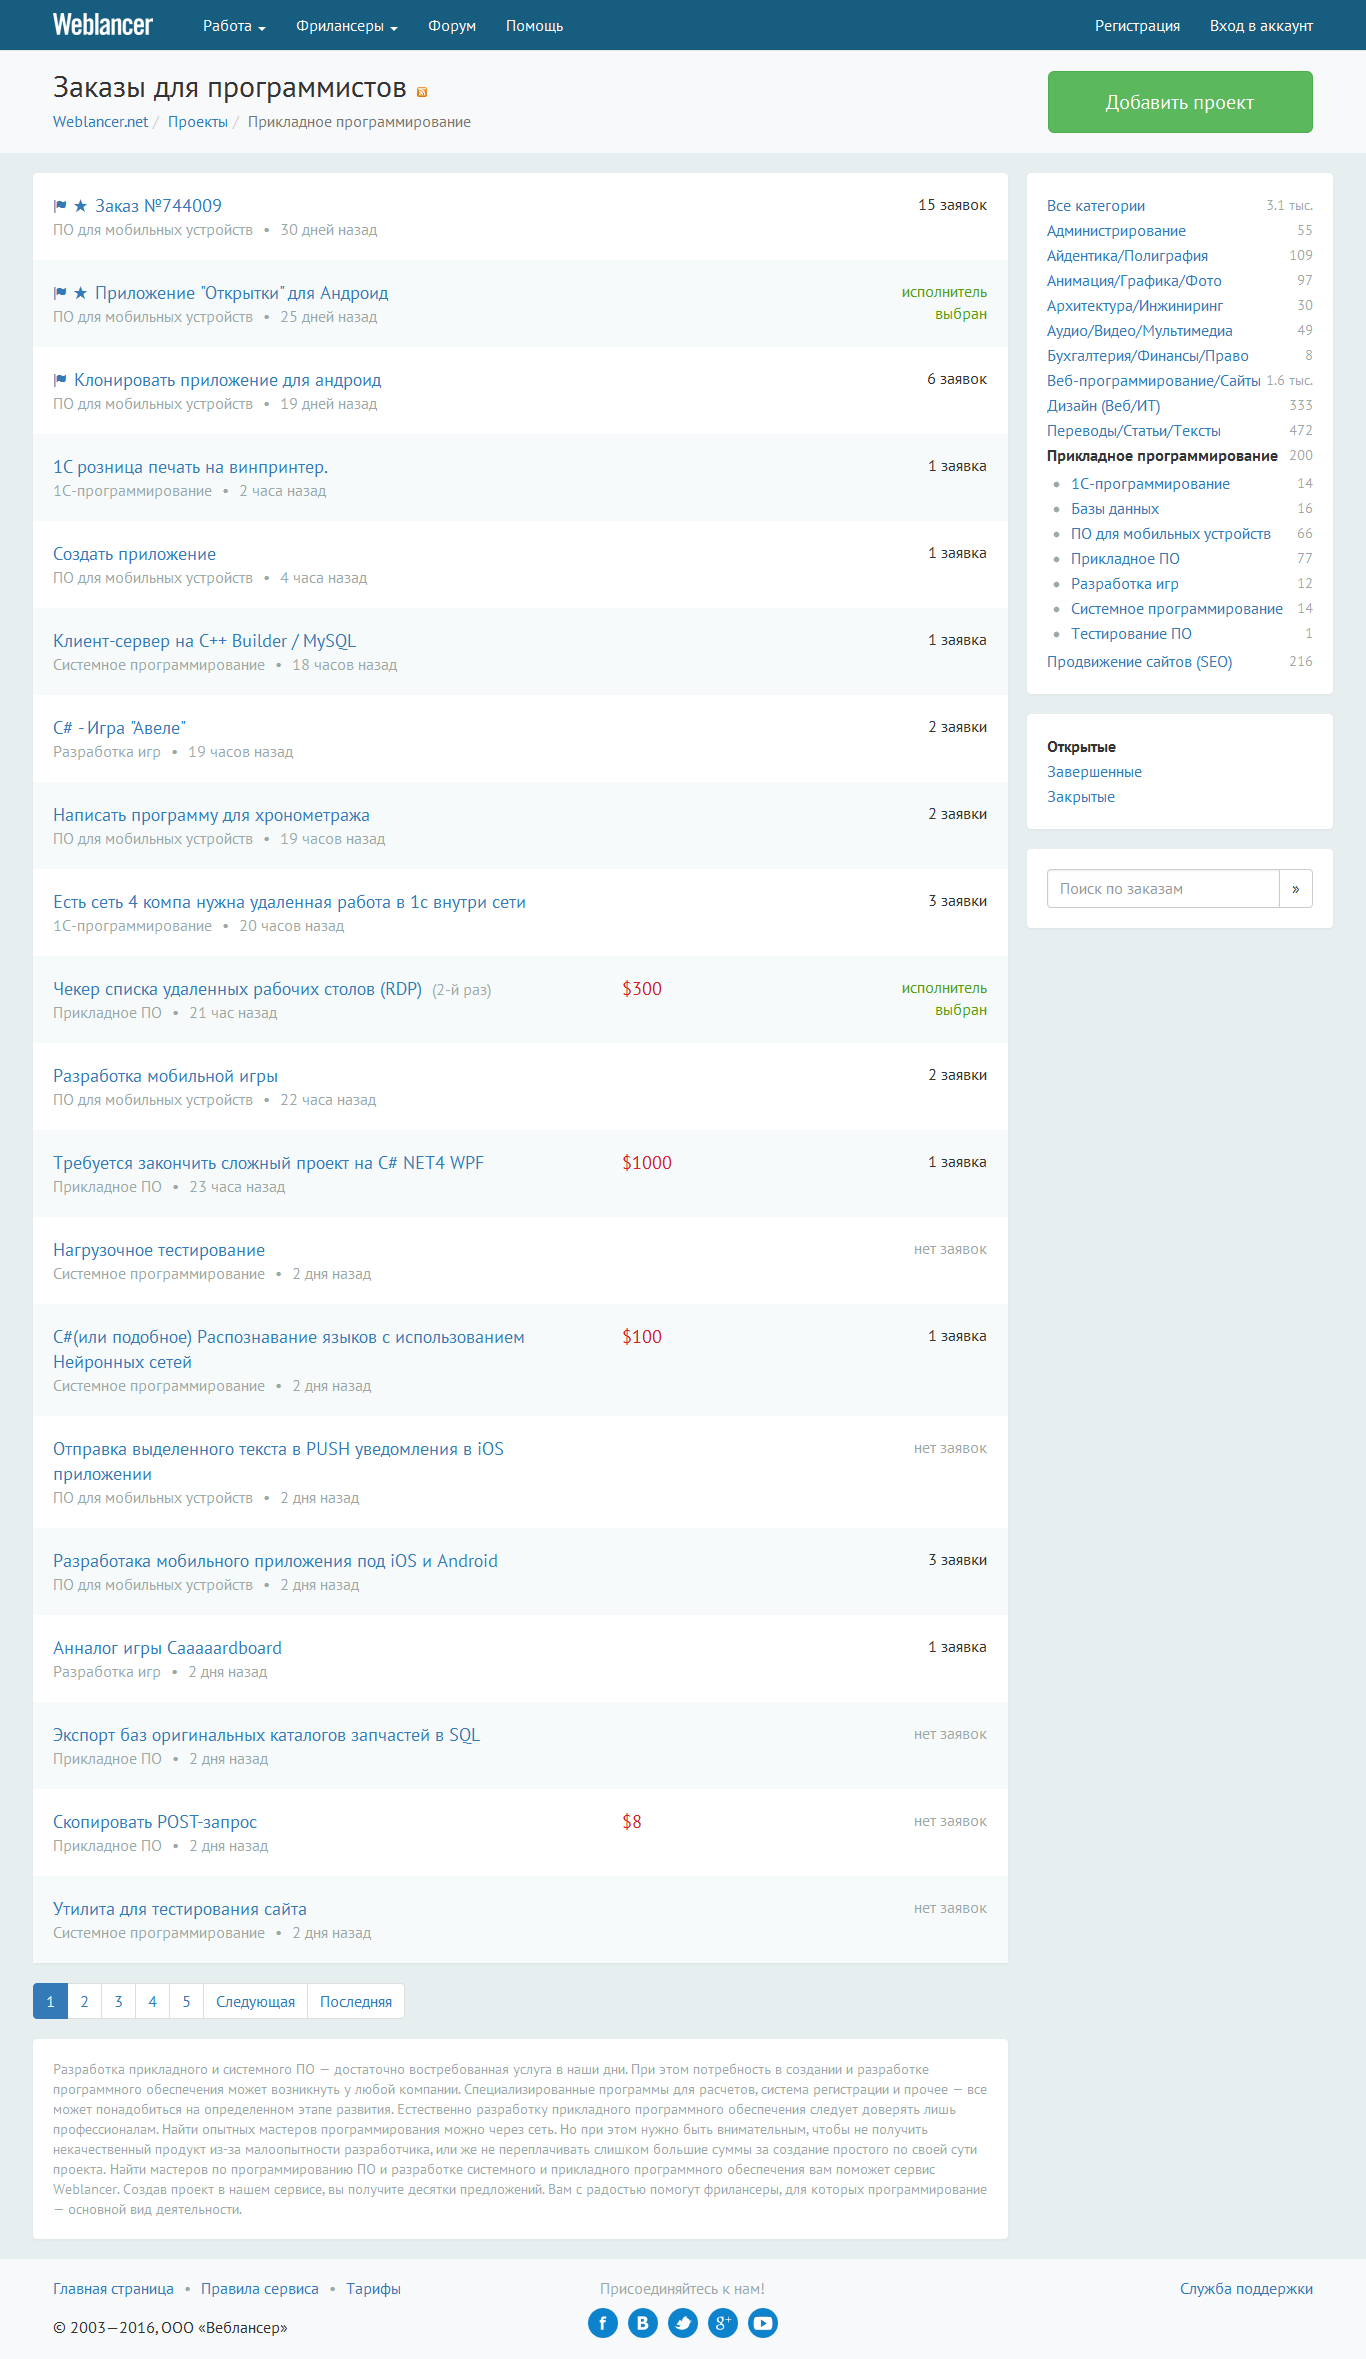 Weblancer Работа Фрилансеры Форум Помощь Регистрация Вход в аккаунт
Заказы для программистов
Добавить проект
Weblancer.net / Проекты / Прикладное программирование
Заказ №744009 15 заявок
ПО для мобильных устройств • 30 дней назад
Приложение "Открытки" для Андроид исполнитель
выбран
ПО для мобильных устройств • 25 дней назад
Клонировать приложение для андроид 6 заявок
ПО для мобильных устройств • 19 дней назад
1С розница печать на винпринтер. 1 заявка
1С-программирование • 2 часа назад
Создать приложение 1 заявка
ПО для мобильных устройств • 4 часа назад
Клиент-сервер на C++ Builder / MySQL 1 заявка
Системное программирование • 18 часов назад
C# - Игра "Авеле" 2 заявки
Разработка игр • 19 часов назад
Написать программу для хронометража 2 заявки
ПО для мобильных устройств • 19 часов назад
Есть сеть 4 компа нужна удаленная работа в 1с внутри сети 3 заявки
1С-программирование • 20 часов назад
Чекер списка удаленных рабочих столов (RDP) (2-й раз) $300 исполнитель
выбран
Прикладное ПО • 21 час назад
Разработка мобильной игры 2 заявки
ПО для мобильных устройств • 22 часа назад
Требуется закончить сложный проект на C# NET4 WPF $1000 1 заявка
Прикладное ПО • 23 часа назад
Нагрузочное тестирование нет заявок
Системное программирование • 2 дня назад
C#(или подобное) Распознавание языков с использованием $100 1 заявка
Нейронных сетей
Системное программирование • 2 дня назад
Отправка выделенного текста в PUSH уведомления в iOS нет заявок
приложении
ПО для мобильных устройств • 2 дня назад
Разработака мобильного приложения под iOS и Android 3 заявки
ПО для мобильных устройств • 2 дня назад
Анналог игры Caaaaardboard 1 заявка
Разработка игр • 2 дня назад
Экспорт баз оригинальных каталогов запчастей в SQL нет заявок
Прикладное ПО • 2 дня назад
Скопировать POST-запрос $8 нет заявок
Прикладное ПО • 2 дня назад
Утилита для тестирования сайта нет заявок
Системное программирование • 2 дня назад
1 2 3 4 5 Следующая Последняя
Разработка прикладного и системного ПО — достаточно востребованная услуга в наши дни. При этом потребность в создании и разработке
программного обеспечения может возникнуть у любой компании. Специализированные программы для расчетов, система регистрации и прочее — все
может понадобиться на определенном этапе развития. Естественно разработку прикладного программного обеспечения следует доверять лишь
профессионалам. Найти опытных мастеров программирования можно через сеть. Но при этом нужно быть внимательным, чтобы не получить
некачественный продукт из-за малоопытности разработчика, или же не переплачивать слишком большие суммы за создание простого по своей сути
проекта. Найти мастеров по программированию ПО и разработке системного и прикладного программного обеспечения вам поможет сервис
Weblancer. Создав проект в нашем сервисе, вы получите десятки предложений. Вам с радостью помогут фрилансеры, для которых программирование
— основной вид деятельности.
Все категории 3.1 тыс.
Администрирование 55
Айдентика/Полиграфия 109
Анимация/Графика/Фото 97
Архитектура/Инжиниринг 30
Аудио/Видео/Мультимедиа 49
Бухгалтерия/Финансы/Право 8
Веб-программирование/Сайты 1.6 тыс.
Дизайн (Веб/ИТ) 333
Переводы/Статьи/Тексты 472
Прикладное программирование 200
• 1С-программирование 14
• Базы данных 16
• ПО для мобильных устройств 66
• Прикладное ПО 77
• Разработка игр 12
• Системное программирование 14
• Тестирование ПО 1
Продвижение сайтов (SEO) 216
Открытые
Завершенные
Закрытые
Поиск по заказам »
Главная страница • Правила сервиса • Тарифы Присоединяйтесь к нам! Служба поддержки
© 2003—2016, ООО «Веблансер»